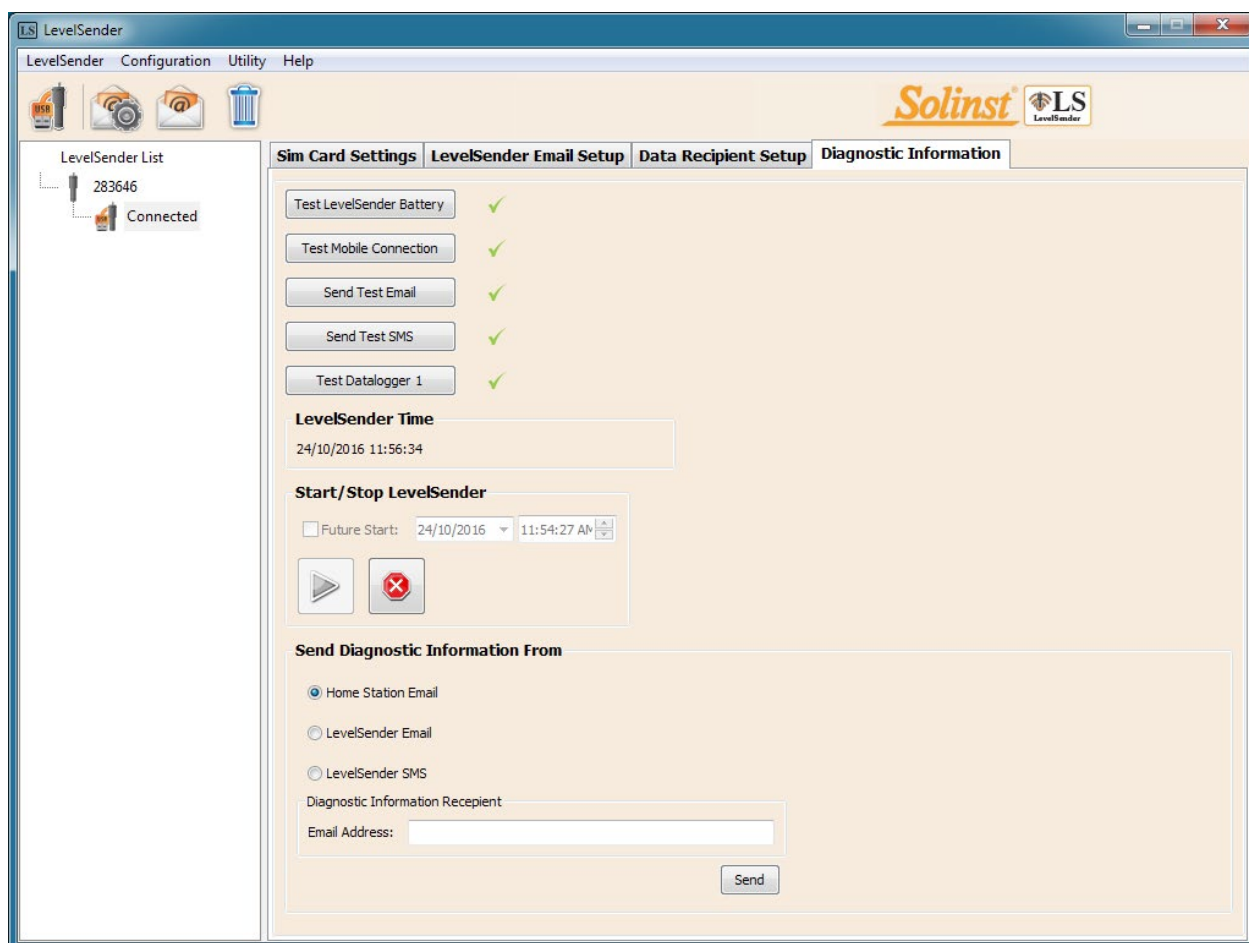 LS LevelSender
LevelSender Configuration Utility Help
USB
Solinst LS
LevelSender
LevelSender List
283646
USB Connected
Sim Card Settings LevelSender Email Setup Data Recipient Setup Diagnostic Information
Test LevelSender Battery
Test Mobile Connection
Send Test Email
Send Test SMS
Test Datalogger 1
LevelSender Time
24/10/2016 11:56:34
Start/Stop LevelSender
Future Start: 24/10/2016 11:54:27 AM
Send Diagnostic Information From
Home Station Email
LevelSender Email
LevelSender SMS
Diagnostic Information Recepient
Email Address:
Send